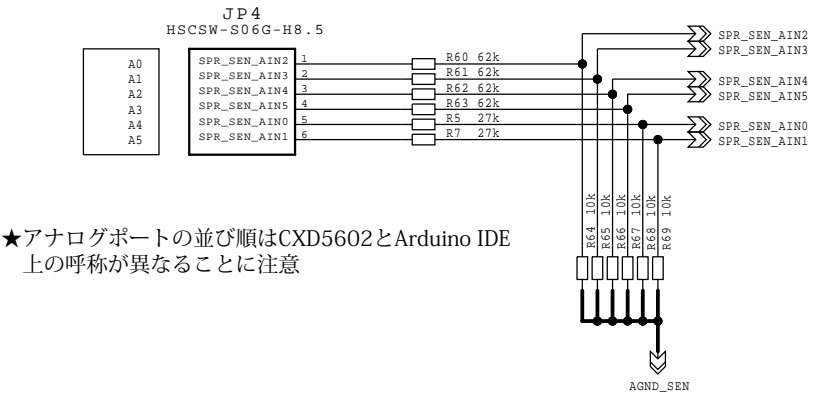 JP4
HSCSW-S06G-H8.5
A0
A1
A2
A3
A4
A5
SPR_SEN_AIN2 1
SPR_SEN_AIN3 2
SPR_SEN_AIN4 3
SPR_SEN_AIN5 4
SPR_SEN_AIN0 5
SPR_SEN_AIN1 6
R60 62k
R61 62k
R62 62k
R63 62k
R5 27k
R7 27k
SPR_SEN_AIN2
SPR_SEN_AIN3
SPR_SEN_AIN4
SPR_SEN_AIN5
SPR_SEN_AIN0
SPR_SEN_AIN1
R64 10k
R65 10k
R66 10k
R67 10k
R68 10k
R69 10k
★アナログポートの並び順はCXD5602とArduino IDE
上の呼称が異なることに注意
AGND_SEN